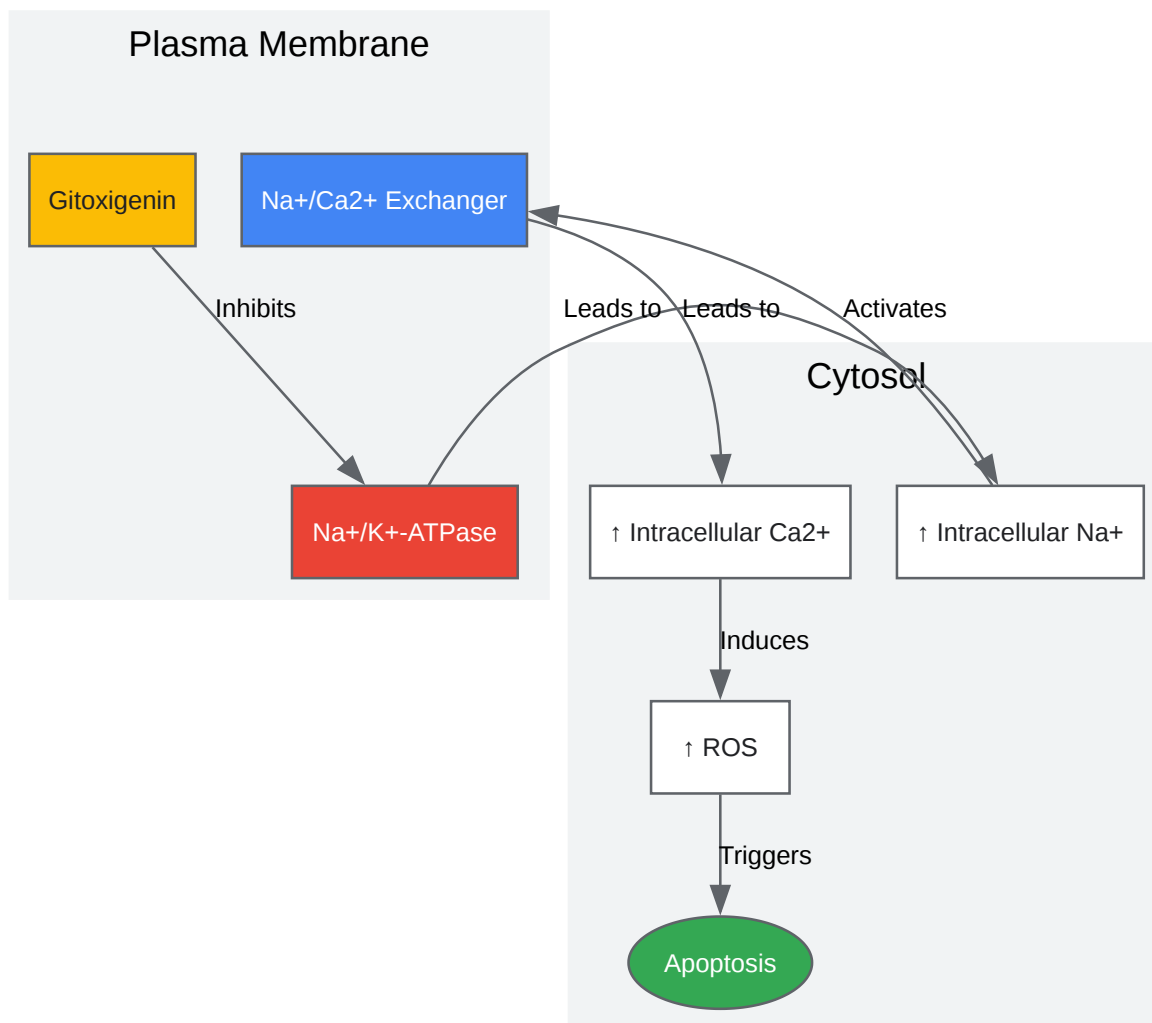 Plasma Membrane
Gitoxigenin
Na+/Ca2+ Exchanger
Inhibits
Leads to
Leads to
Activates
Cytosol
Na+/K+-ATPase
↑ Intracellular Ca2+
↑ Intracellular Na+
Induces
↑ ROS
Triggers
Apoptosis